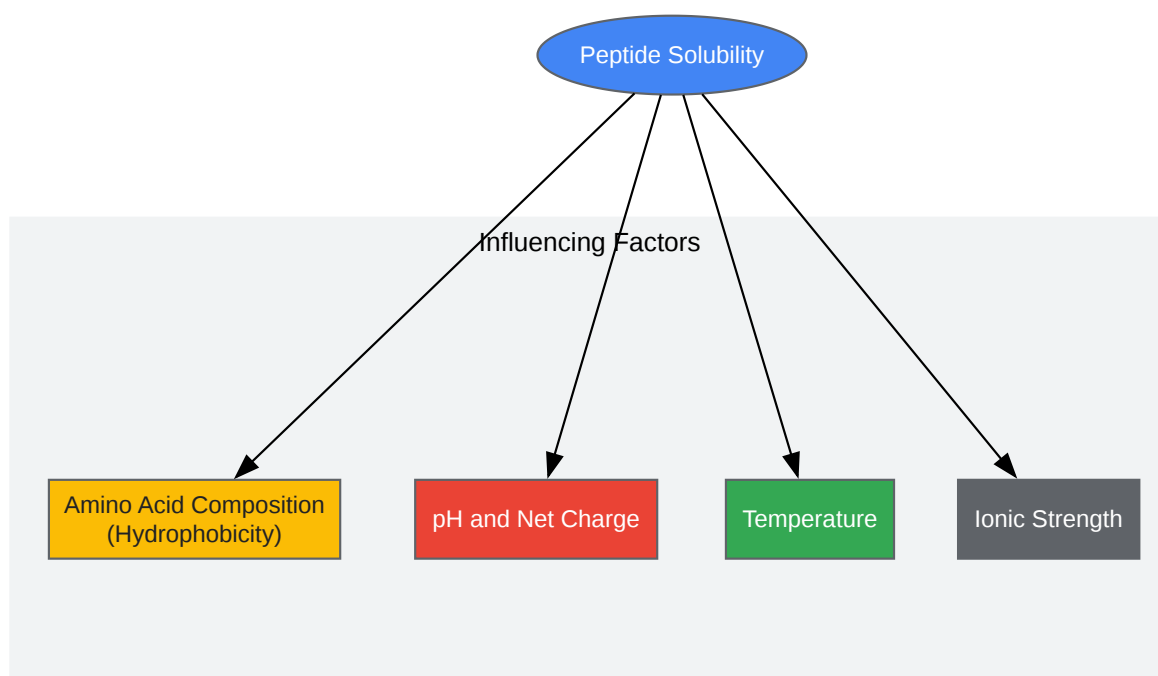 Peptide Solubility
Influencing Factors
Amino Acid Composition
(Hydrophobicity)
pH and Net Charge
Temperature
Ionic Strength